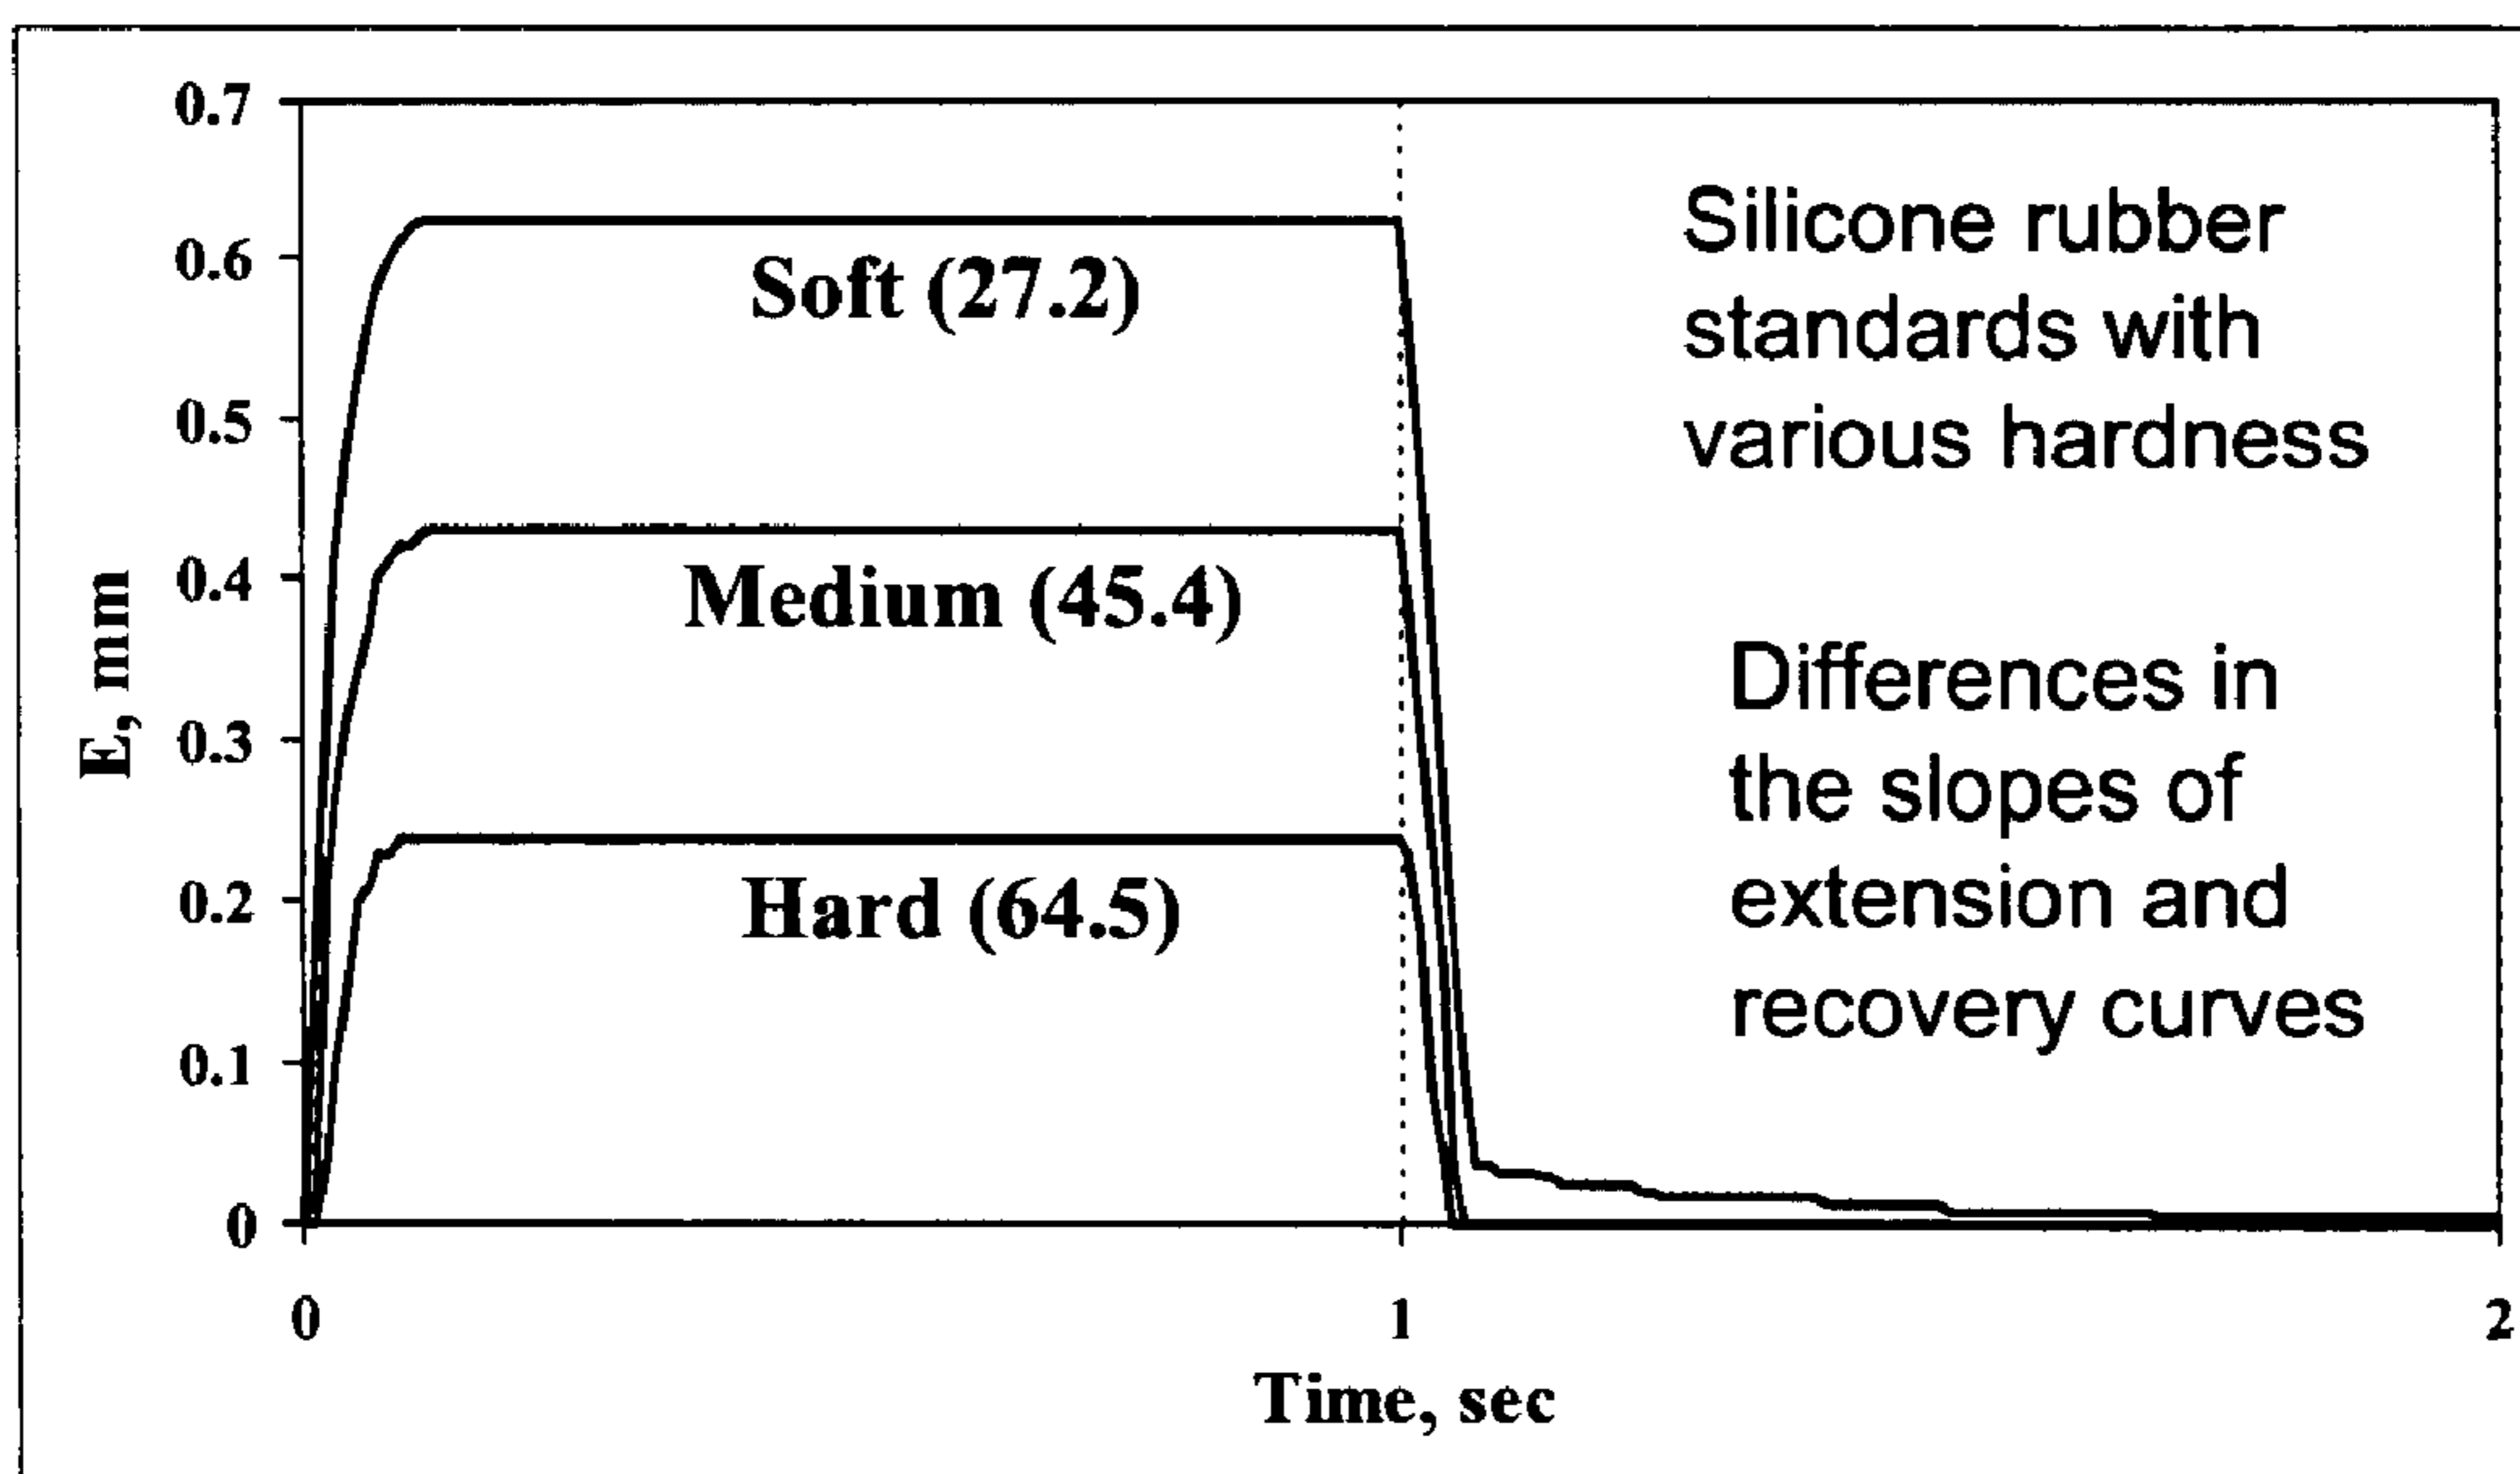 0.7
0.6
0.5
0.4
0.3
0.2
0.1
0
E, mm
Soft (27.2)
Medium (45.4)
Hard (64.5)
Silicone rubber
standards with
various hardness
Differences in
the slopes of
extension and
recovery curves
0 1 2
Time, sec